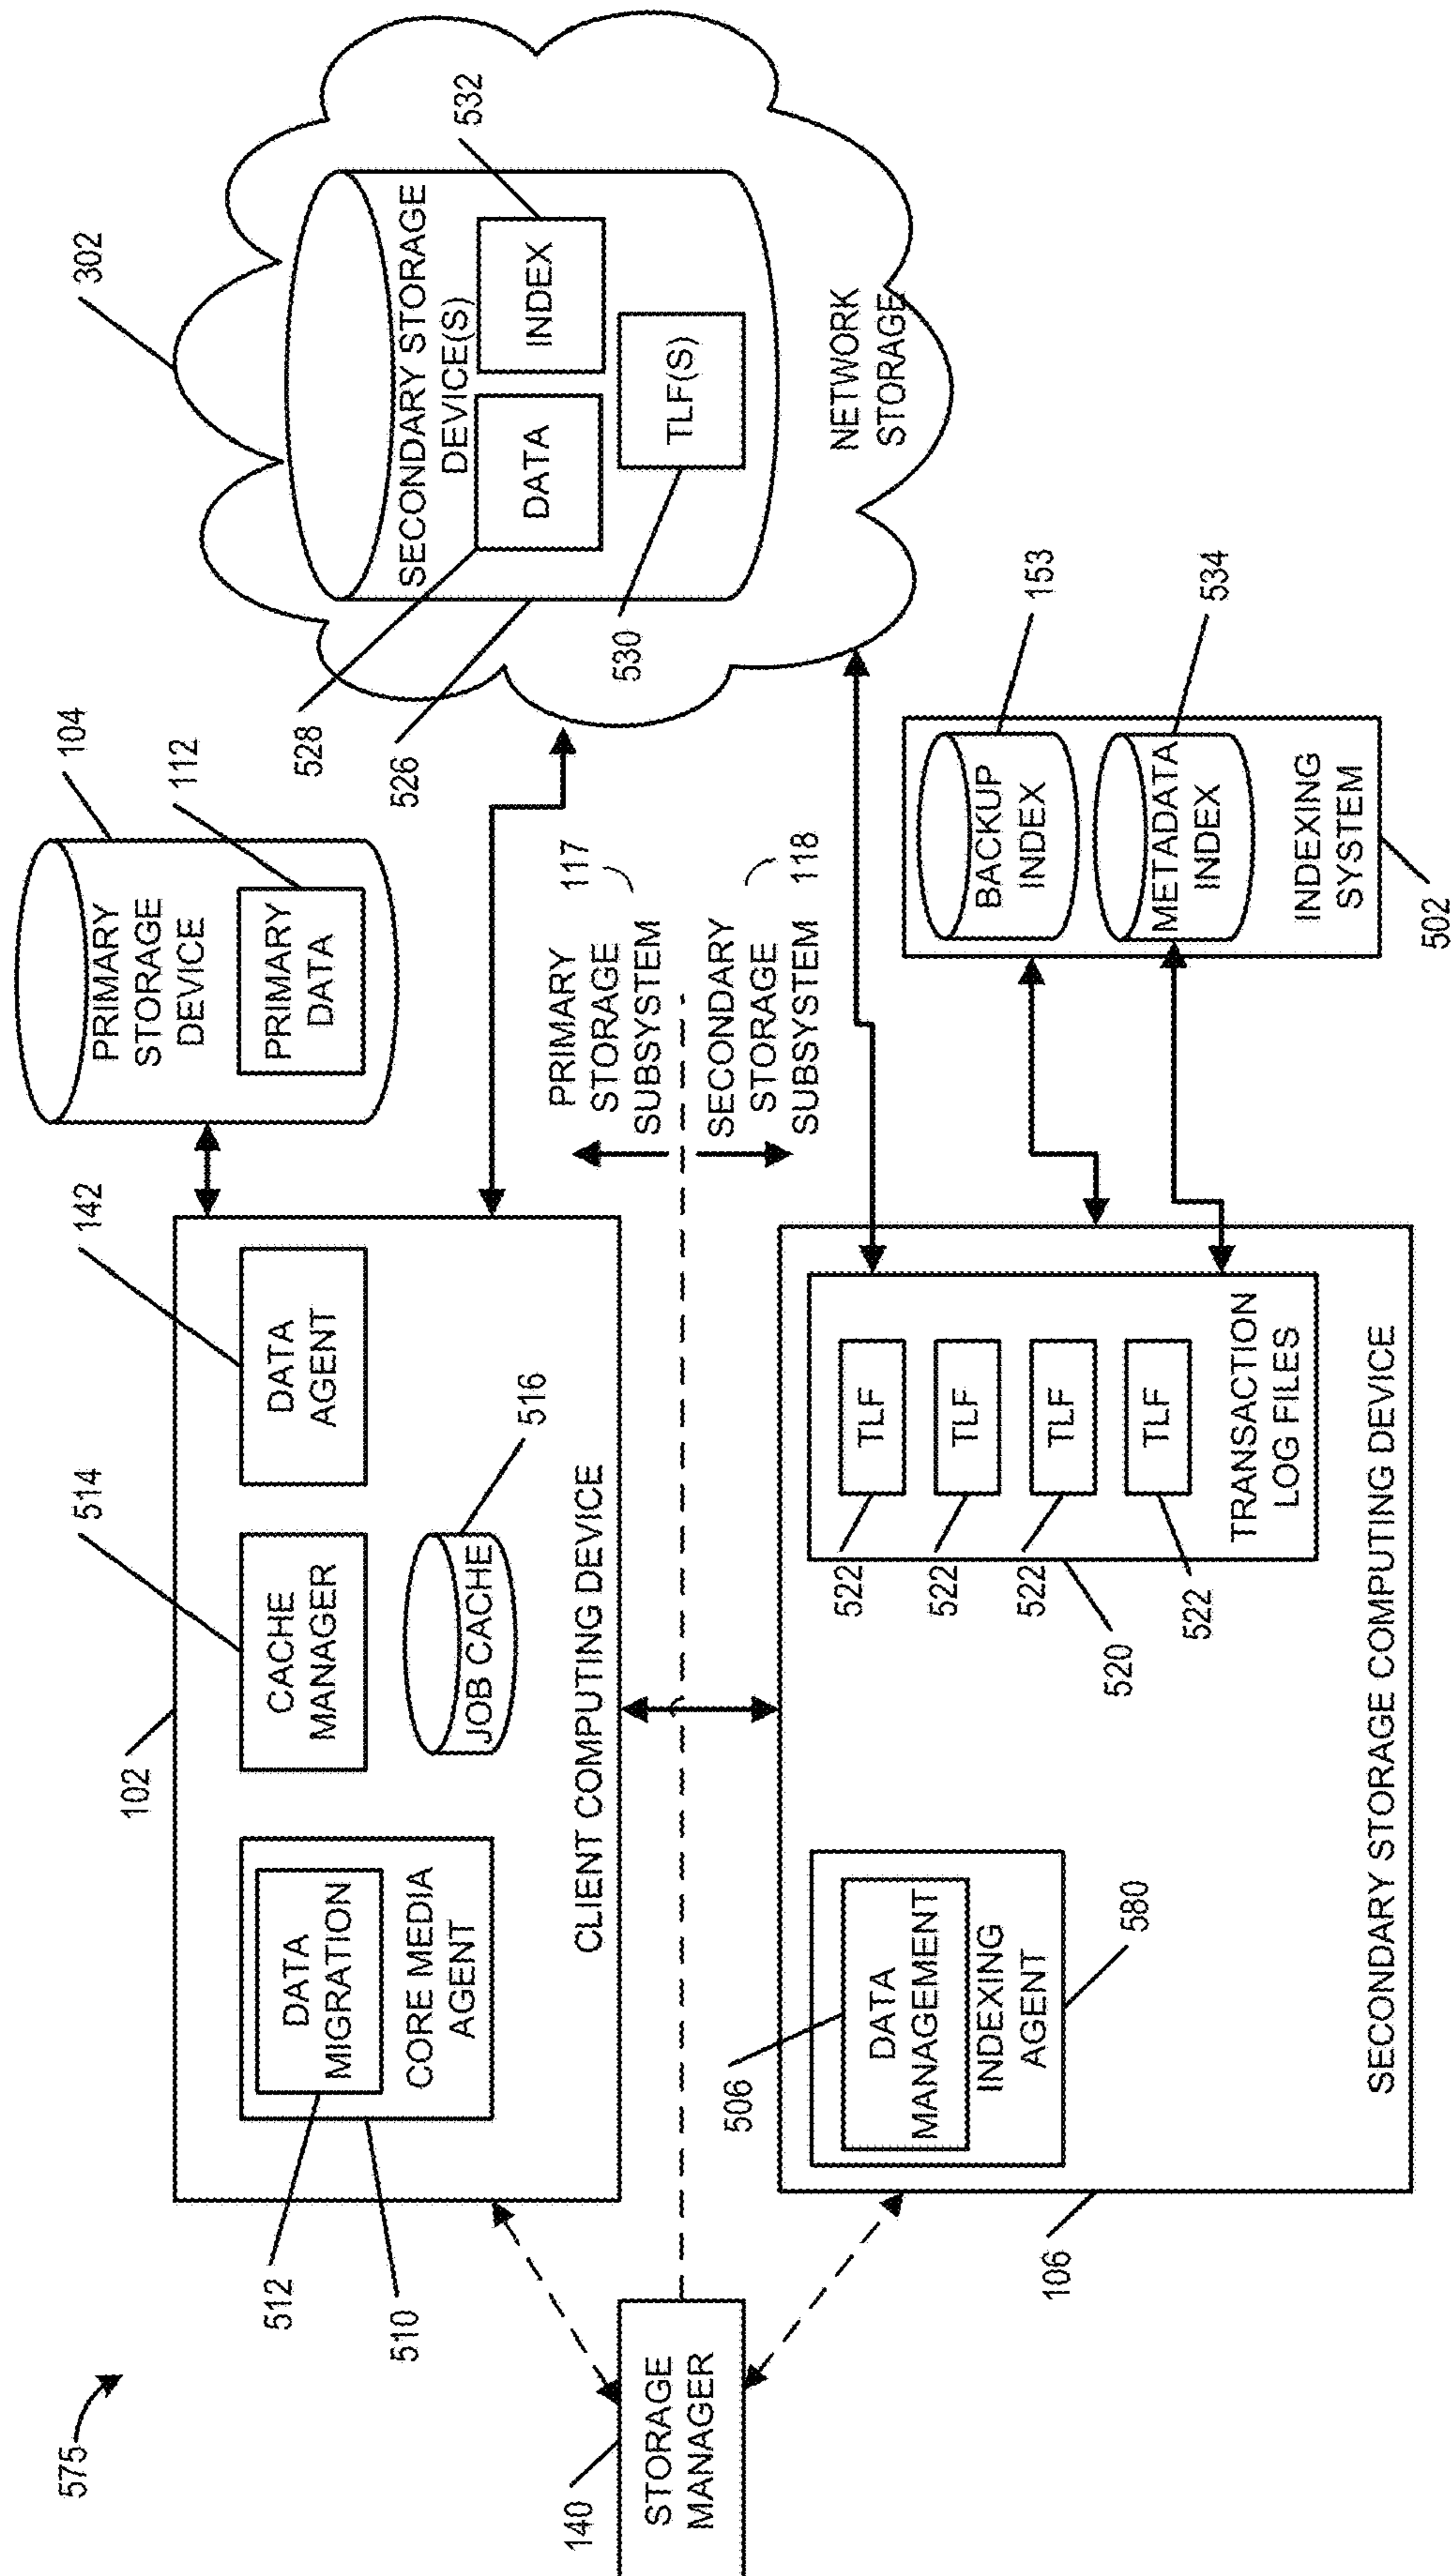 575
140
STORAGE
MANAGER
102
512
510
DATA
MIGRATION
CORE MEDIA
AGENT
514
CACHE
MANAGER
516
JOB CACHE
142
DATA
AGENT
CLIENT COMPUTING DEVICE
104
PRIMARY
STORAGE
DEVICE
112
PRIMARY
DATA
117
PRIMARY
STORAGE
SUBSYSTEM
SECONDARY
STORAGE
SUBSYSTEM
118
302
SECONDARY STORAGE
DEVICE(S)
528
DATA
532
INDEX
526
530
TLF(S)
NETWORK
STORAGE
106
506
DATA
MANAGEMENT
INDEXING
AGENT
580
522
TLF
522
TLF
522
TLF
522
TLF
520
TRANSACTION
LOG FILES
SECONDARY STORAGE COMPUTING DEVICE
153
BACKUP
INDEX
534
METADATA
INDEX
INDEXING
SYSTEM
502